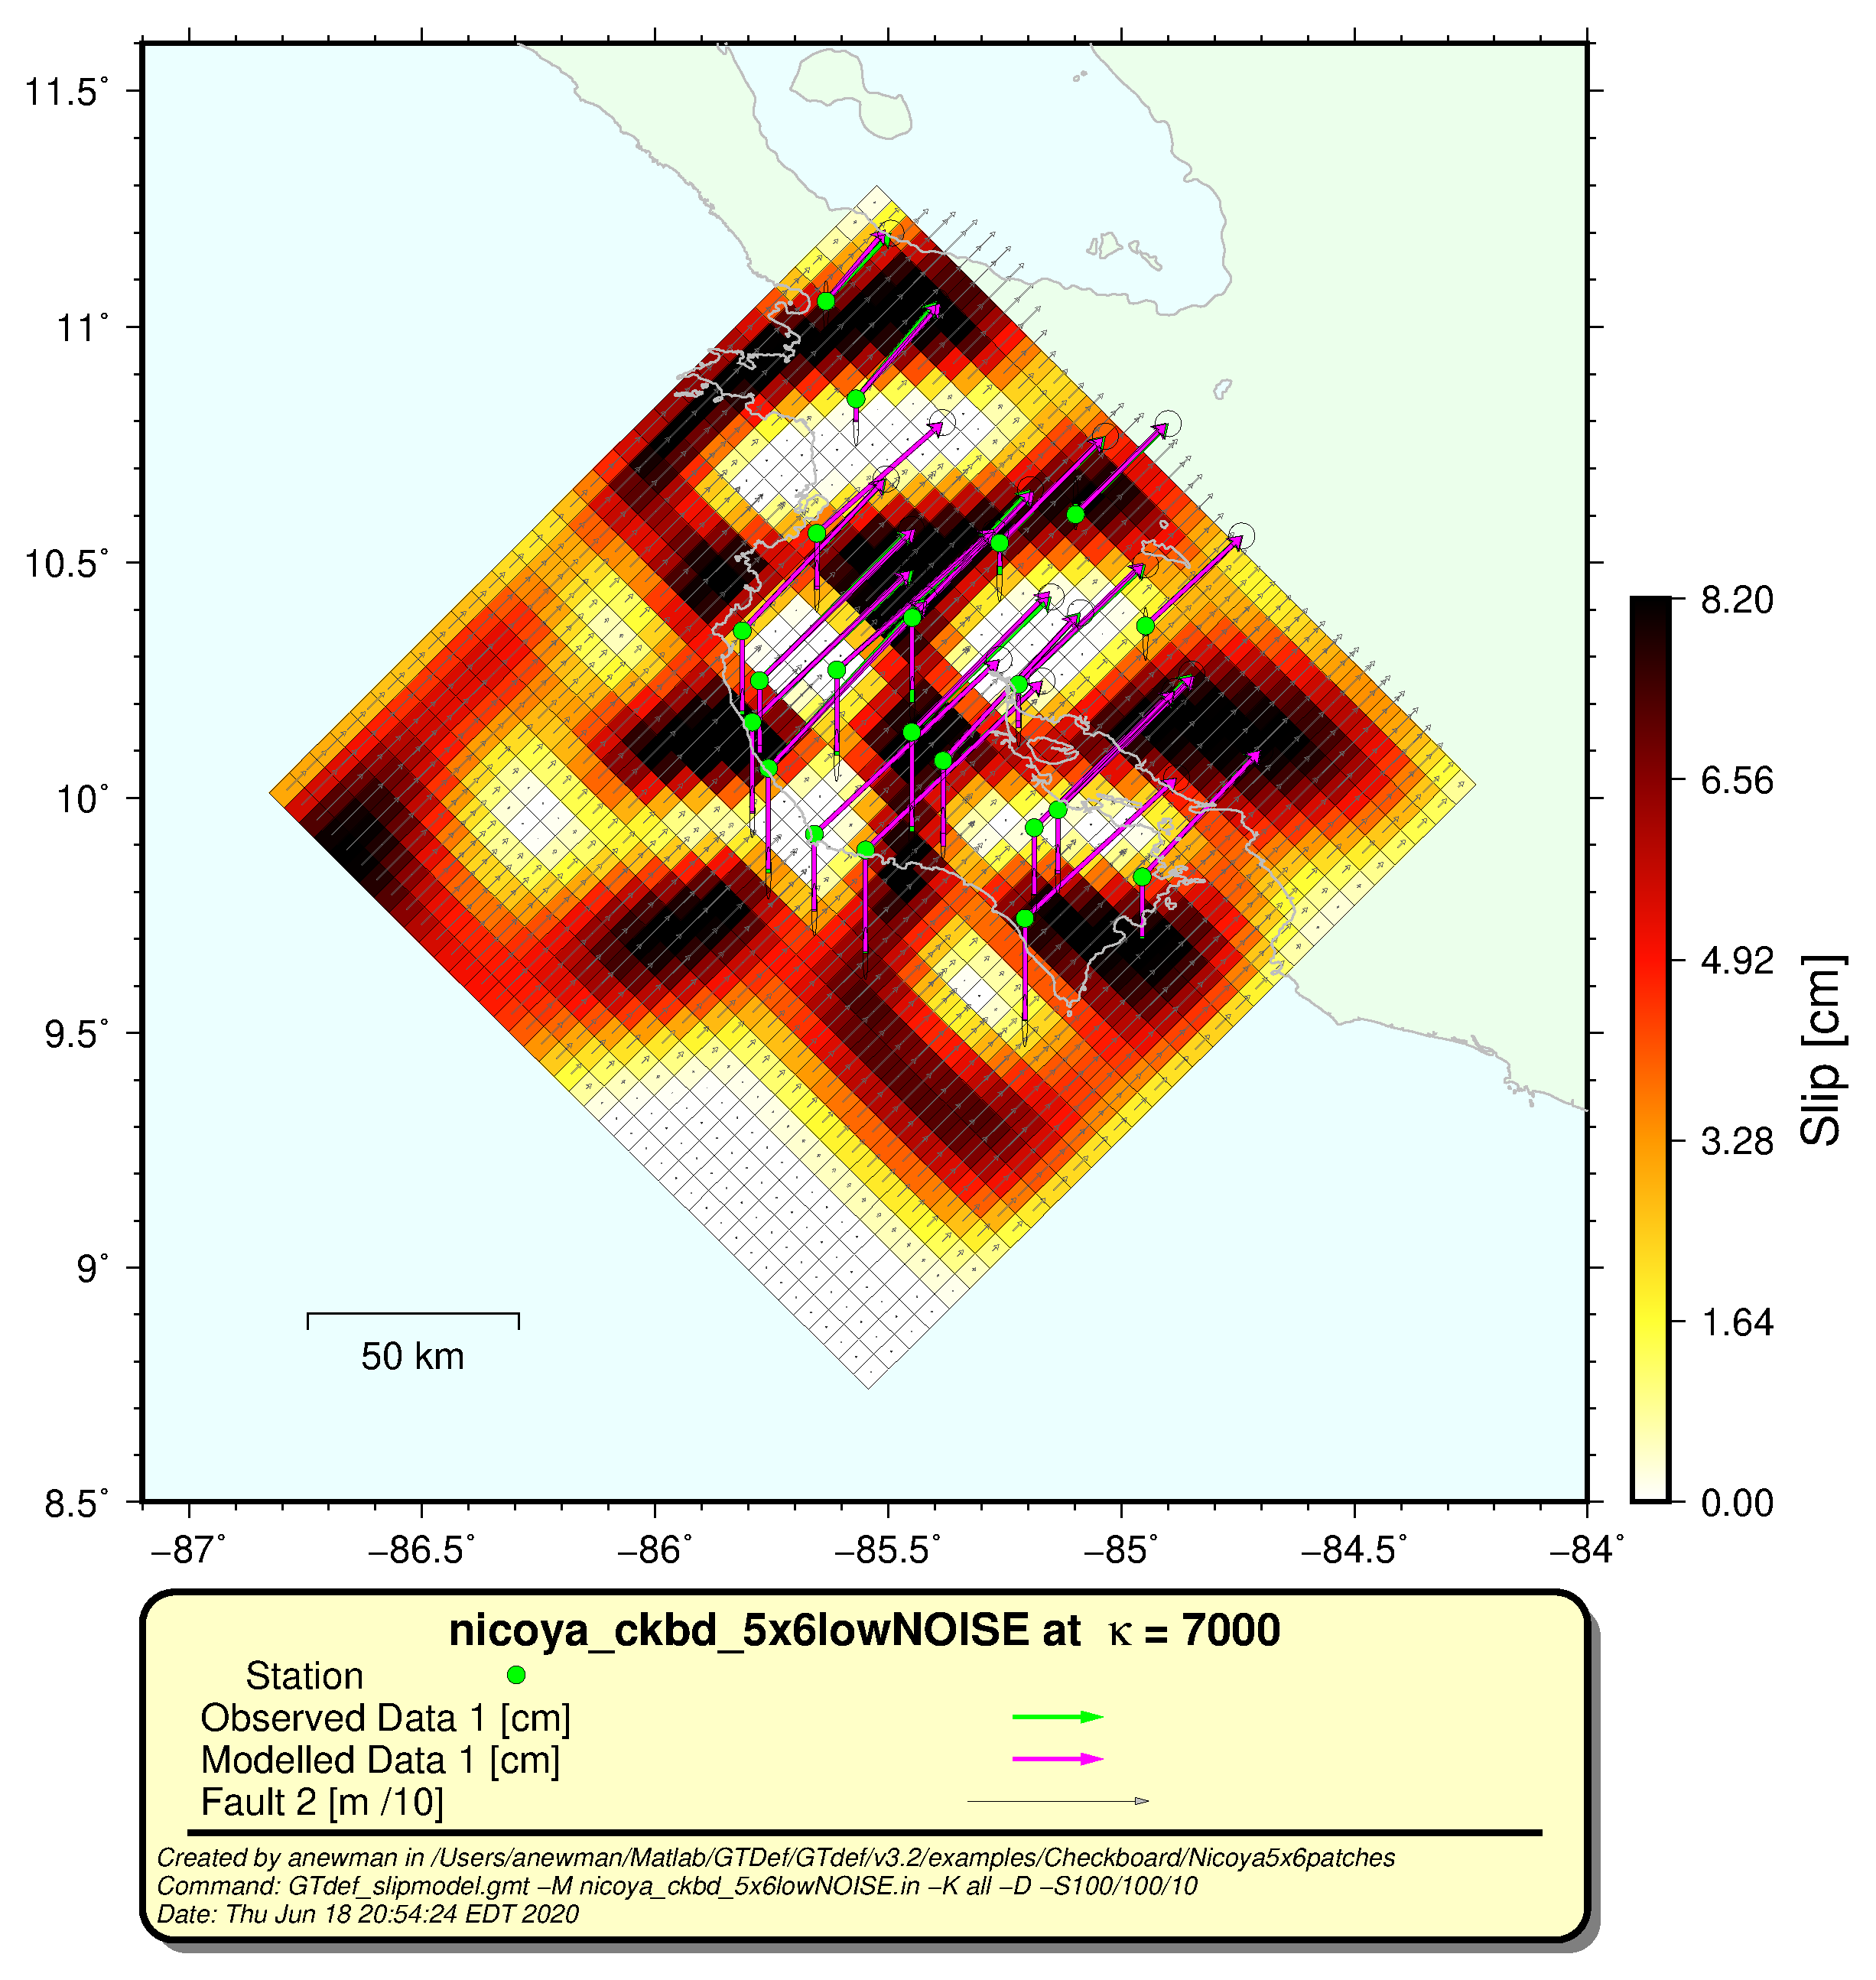 11.5°
11°
10.5°
10°
9.5°
9°
8.5°
−87°
−86.5°
−86°
−85.5°
−85°
−84.5°
−84°
50 km
8.20
6.56
4.92
3.28
1.64
0.00
Slip [cm]
nicoya_ckbd_5x6lowNOISE at κ = 7000
Station
Observed Data 1 [cm]
Modelled Data 1 [cm]
Fault 2 [m /10]
Created by anewman in /Users/anewman/Matlab/GTDef/GTdef/v3.2/examples/Checkboard/Nicoya5x6patches
Command: GTdef_slipmodel.gmt −M nicoya_ckbd_5x6lowNOISE.in −K all −D −S100/100/10
Date: Thu Jun 18 20:54:24 EDT 2020